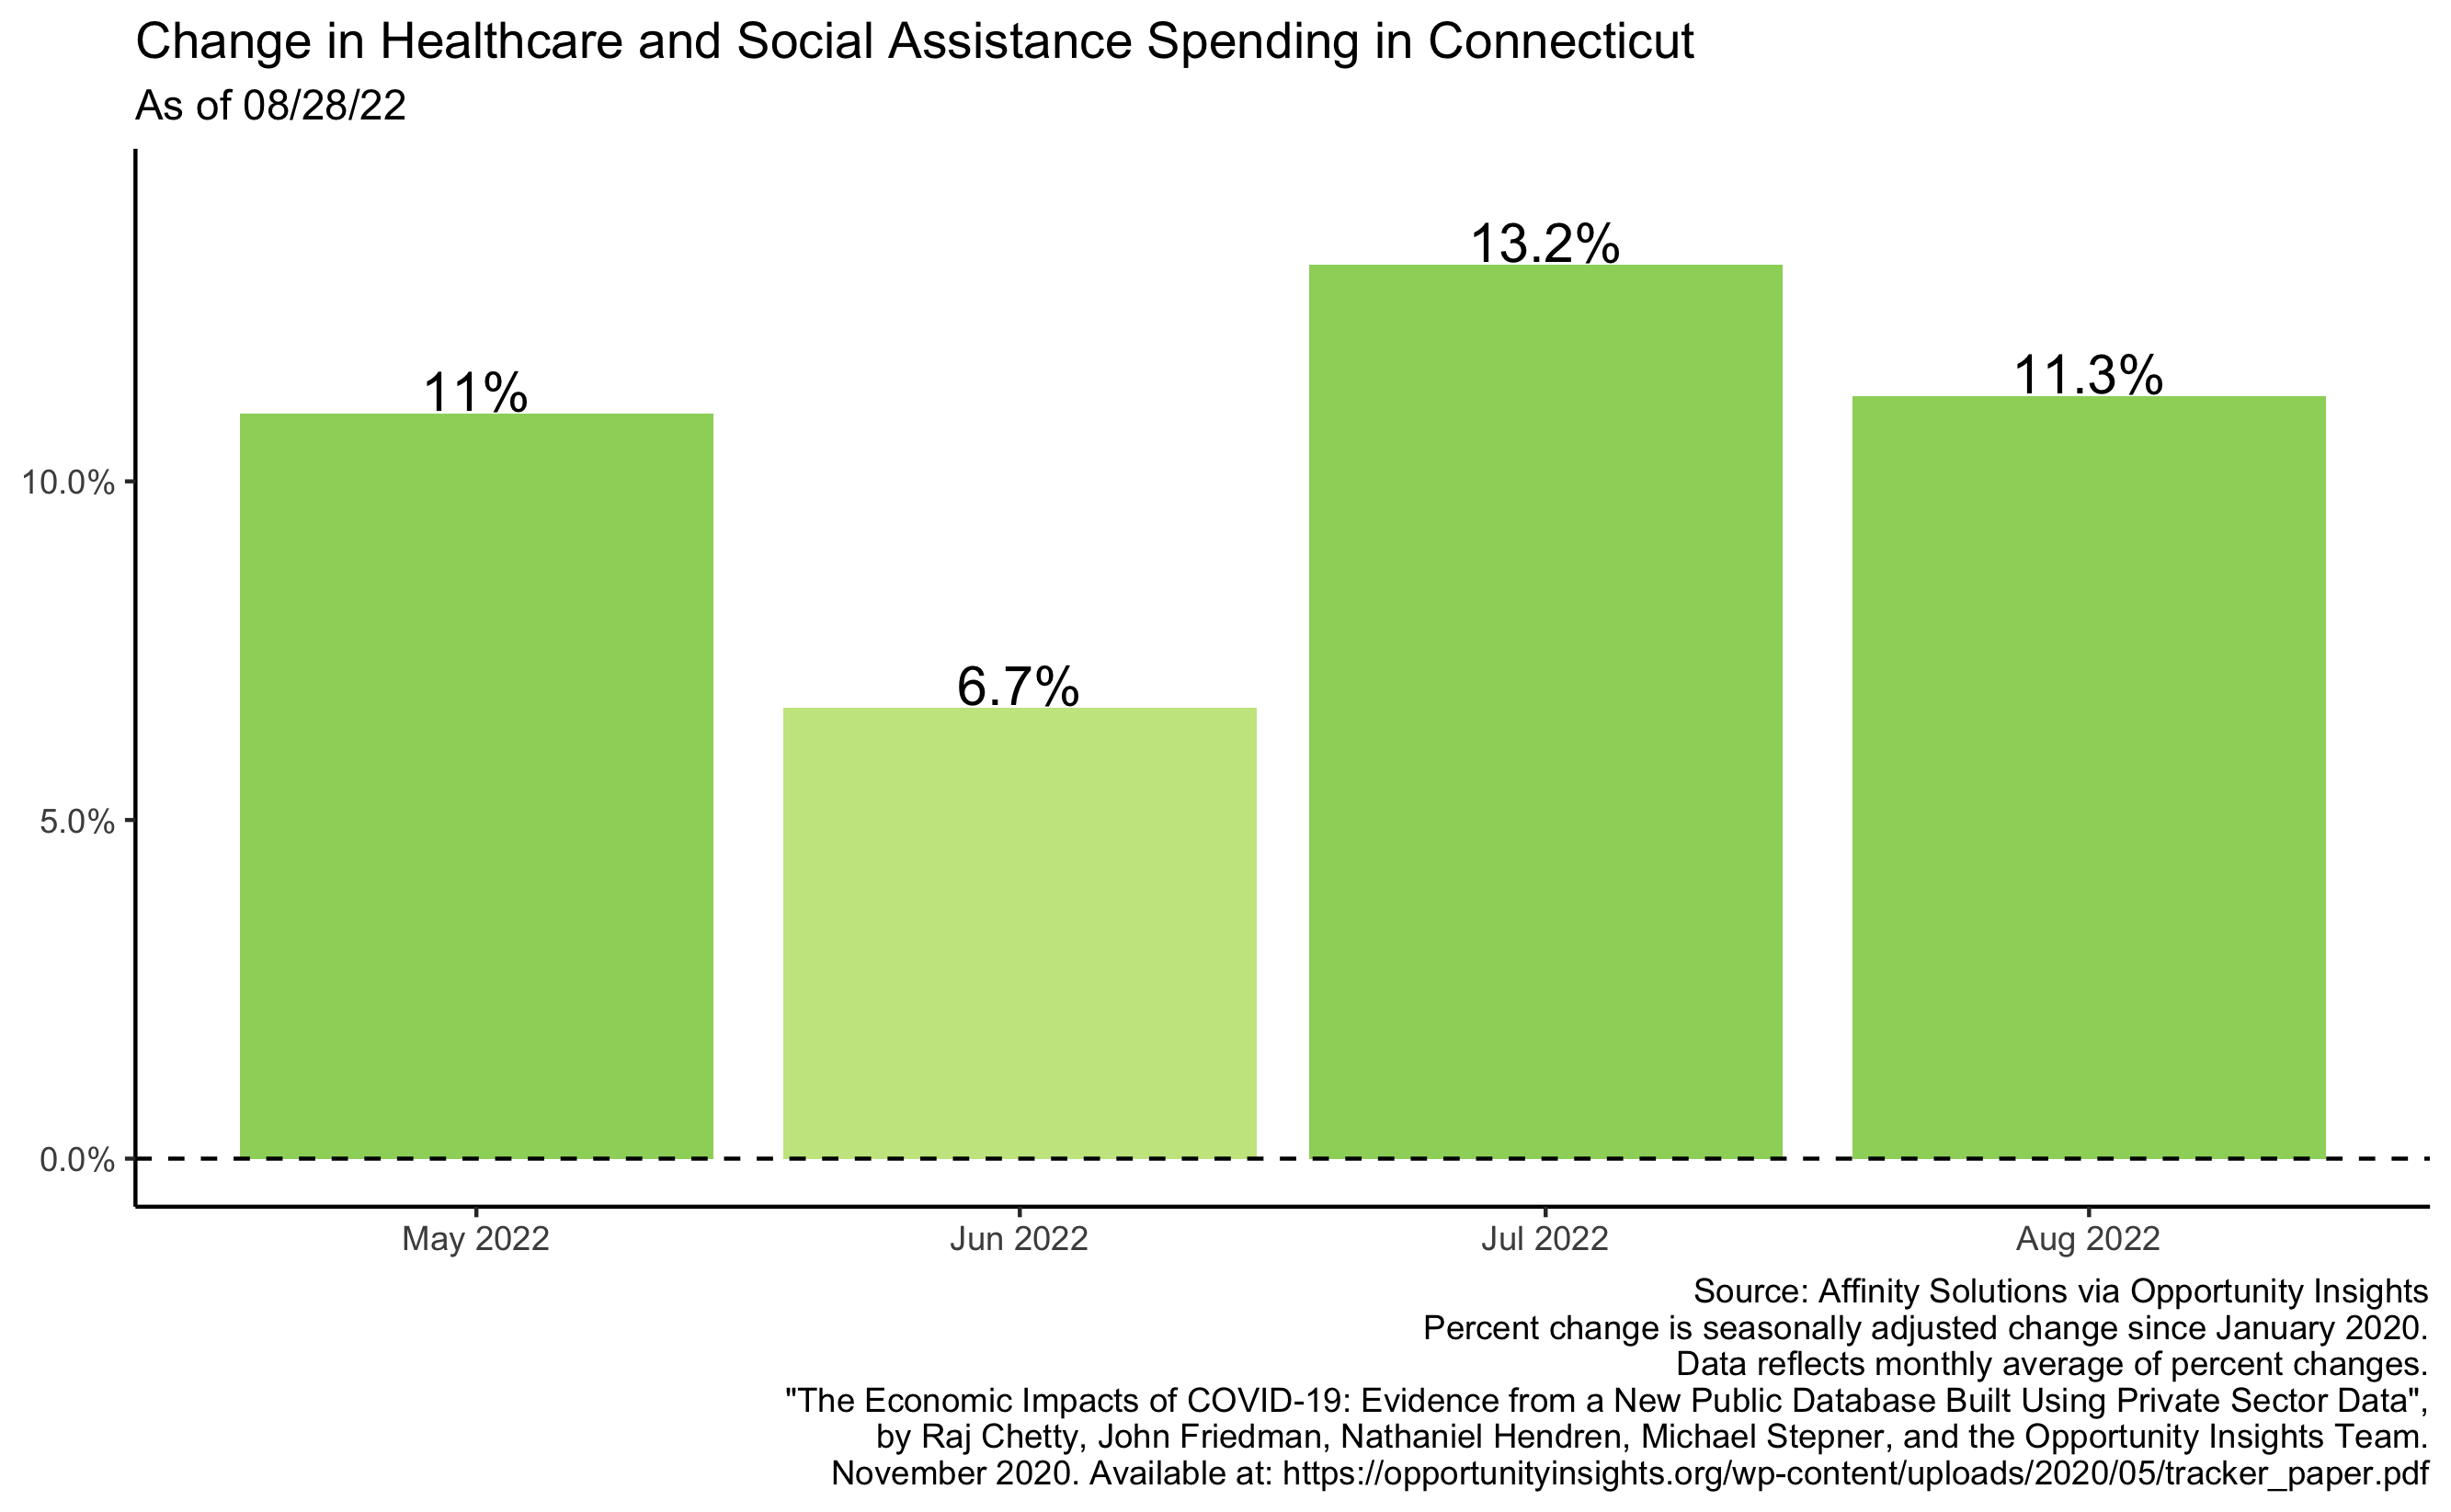 Change in Healthcare and Social Assistance Spending in Connecticut
As of 08/28/22
13.2%
11.3%
11%
10.0%
6.7%
5.0%
0.0%
May 2022
Jun 2022
Jul 2022
Aug 2022
Source: Affinity Solutions via Opportunity Insights
Percent change is seasonally adjusted change since January 2020.
Data reflects monthly average of percent changes.
"The Economic Impacts of COVID-19: Evidence from a New Public Database Built Using Private Sector Data",
by Raj Chetty, John Friedman, Nathaniel Hendren, Michael Stepner, and the Opportunity Insights Team.
November 2020. Available at: https://opportunityinsights.org/wp-content/uploads/2020/05/tracker_paper.pdf